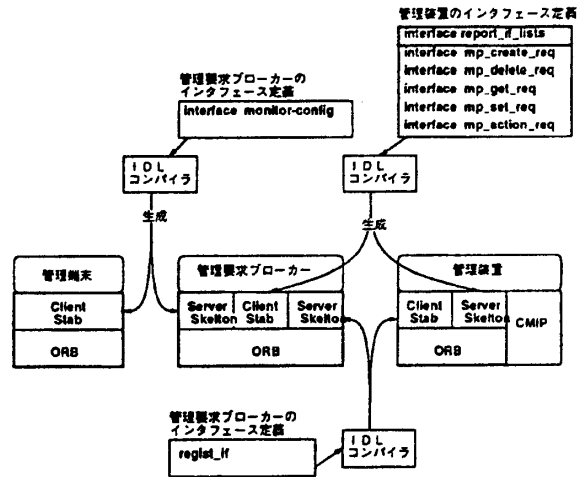 管理装置のインタフェース定義
interface report_if_lists
interface mp_create_req
interface mp_delete_req
interface mp_get_req
interface mp_set_req
interface mp_action_req
管理要求ブローカーの
インタフェース定義
interface monitor-config
IDL
コンパイラ
IDL
コンパイラ
生成
生成
管理端末
管理要求ブローカー
管理装置
Client
Stab
Server
Skelton
Client
Stab
Server
Skelton
Client
Stab
Server
Skelton
CMIP
ORB
ORB
ORB
管理要求ブローカーの
インタフェース定義
regist_if
IDL
コンパイラ